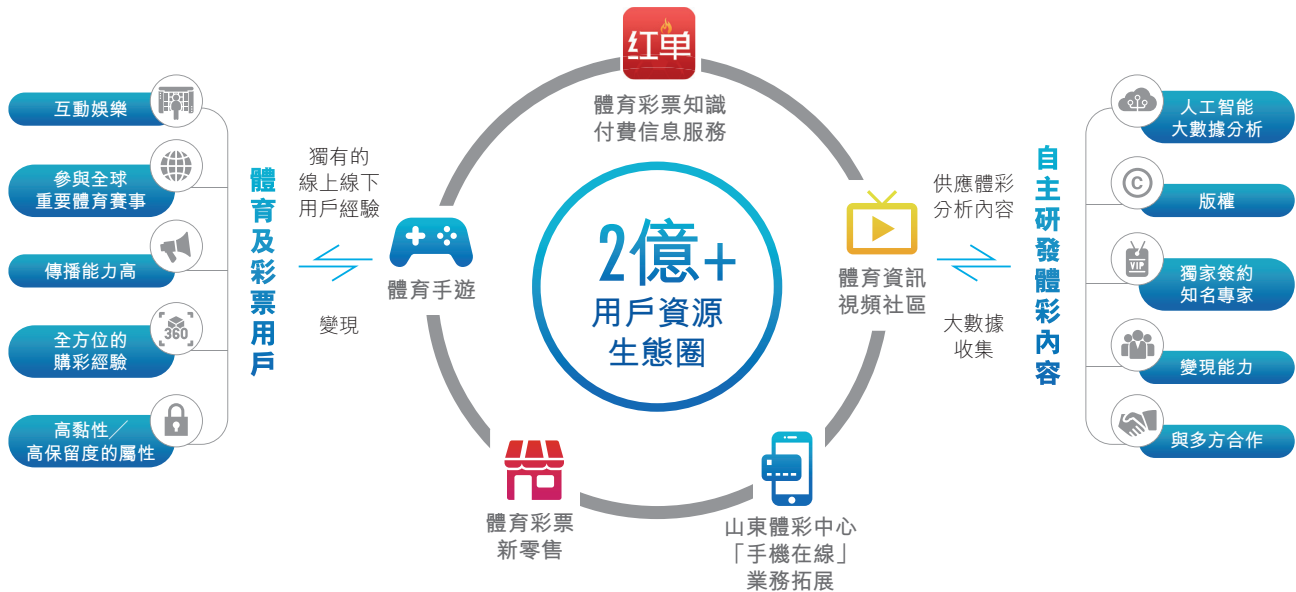 互動娛樂
參與全球
重要體育賽事
傳播能力高
全方位的
購彩經驗
360
高黏性／
高保留度的屬性
體育及彩票用戶
獨有的
線上線下
用戶經驗
變現
红单
體育彩票知識
付費信息服務
體育手遊
2億+
用戶資源
生態圈
體育資訊
視頻社區
體育彩票
新零售
山東體彩中心
「手機在線」
業務拓展
供應體彩
分析內容
大數據
收集
自主研發體彩內容
人工智能
大數據分析
C
版權
VIP
獨家簽約
知名專家
變現能力
與多方合作